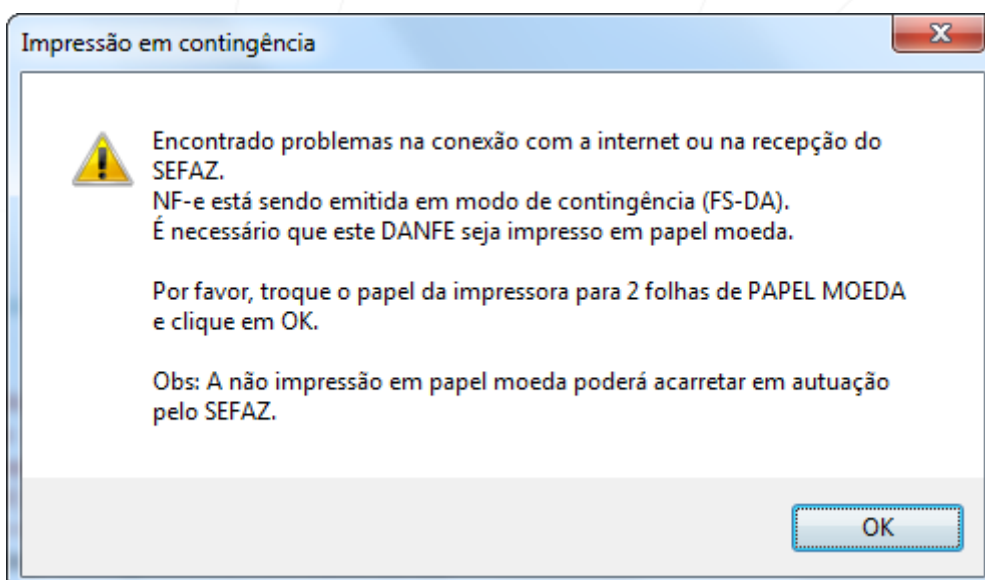 Impressão em contingência
Encontrado problemas na conexão com a internet ou na recepção do
SEFAZ.
NF-e está sendo emitida em modo de contingência (FS-DA).
É necessário que este DANFE seja impresso em papel moeda.
Por favor, troque o papel da impressora para 2 folhas de PAPEL MOEDA
e clique em OK.
Obs: A não impressão em papel moeda poderá acarretar em autuação
pelo SEFAZ.
OK